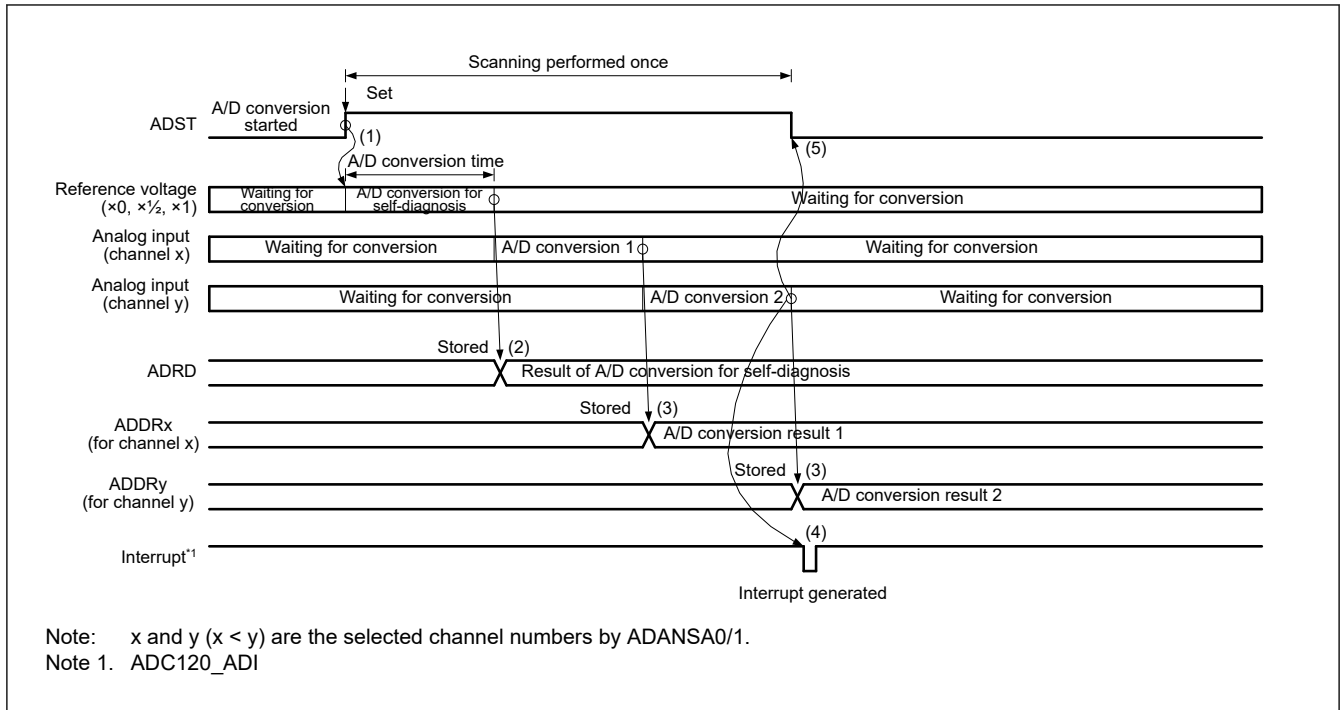 Scanning performed once
Set
A/D conversion
started
ADST
(1)
(5)
A/D conversion time
Reference voltage
(×0, ×½, ×1)
Waiting for
conversion
A/D conversion for
self-diagnosis
Waiting for conversion
Analog input
(channel x)
Waiting for conversion
A/D conversion 1
Waiting for conversion
Analog input
(channel y)
Waiting for conversion
A/D conversion 2
Waiting for conversion
Stored (2)
ADRD
Result of A/D conversion for self-diagnosis
Stored (3)
ADDRx
(for channel x)
A/D conversion result 1
Stored (3)
ADDRy
(for channel y)
A/D conversion result 2
(4)
Interrupt*1
Interrupt generated
Note: x and y (x < y) are the selected channel numbers by ADANSA0/1.
Note 1. ADC120_ADI